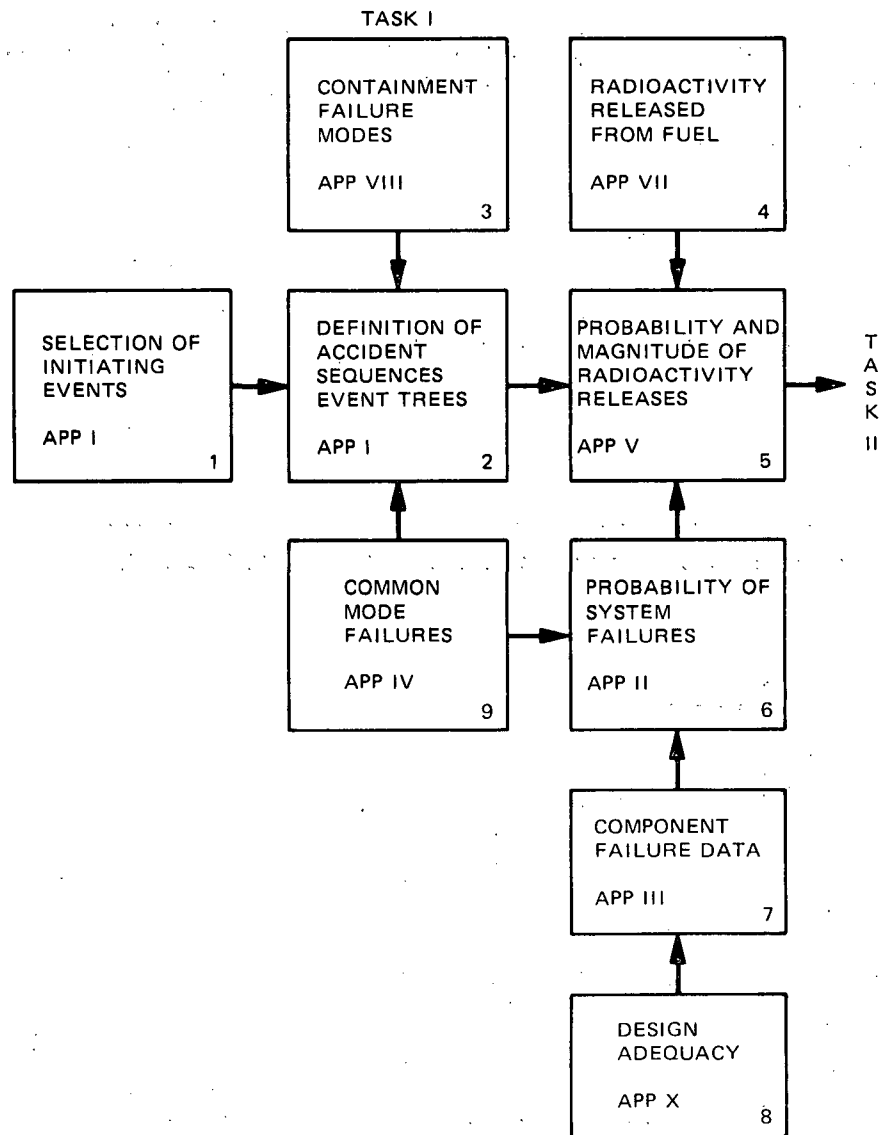 TASK I
CONTAINMENT
FAILURE
MODES
APP VIII
3
RADIOACTIVITY
RELEASED
FROM FUEL
APP VII
4
SELECTION OF
INITIATING
EVENTS
APP I
1
DEFINITION OF
ACCIDENT
SEQUENCES
EVENT TREES
APP I
2
PROBABILITY AND
MAGNITUDE OF
RADIOACTIVITY
RELEASES
APP V
5
TASK II
COMMON
MODE
FAILURES
APP IV
9
PROBABILITY OF
SYSTEM
FAILURES
APP II
6
COMPONENT
FAILURE DATA
APP III
7
DESIGN
ADEQUACY
APP X
8